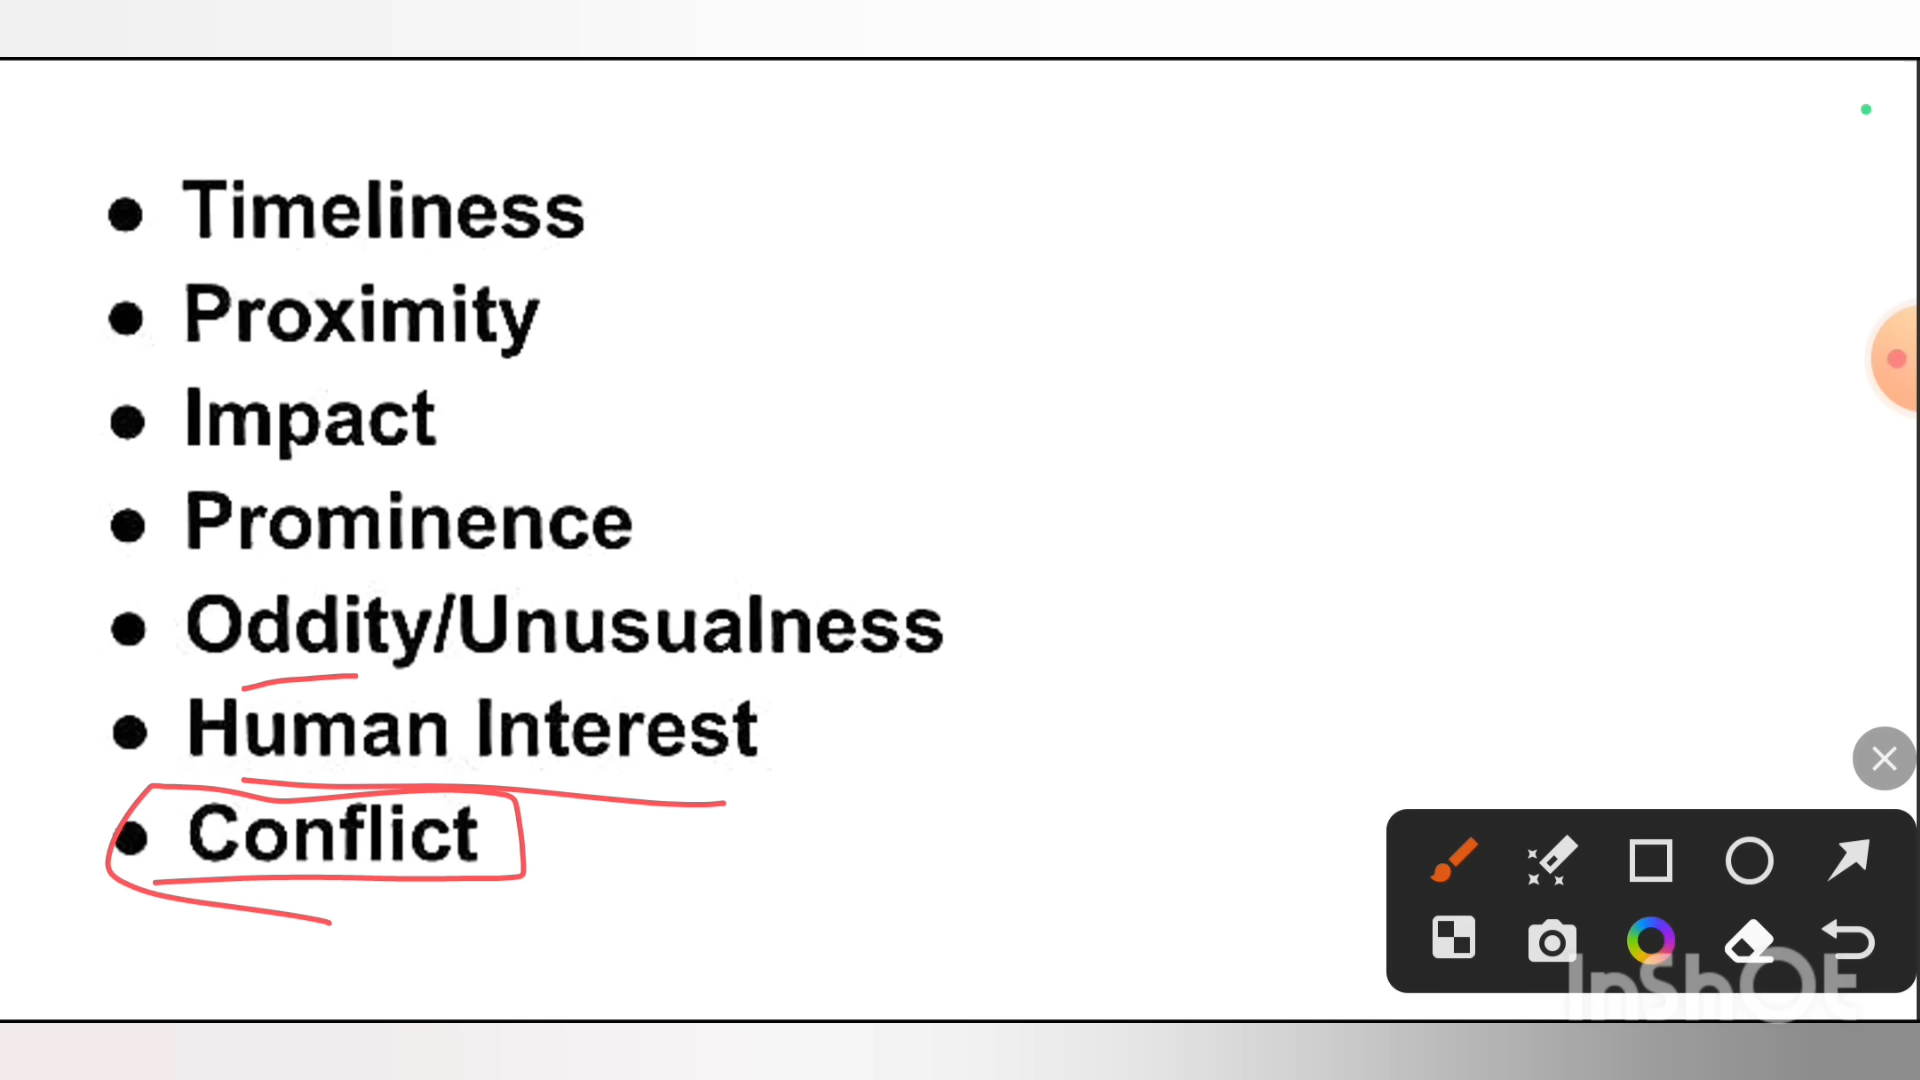 • Timeliness
• Proximity
• Impact
• Prominence
• Oddity/Unusualness
• Human Interest
• Conflict
InShOt